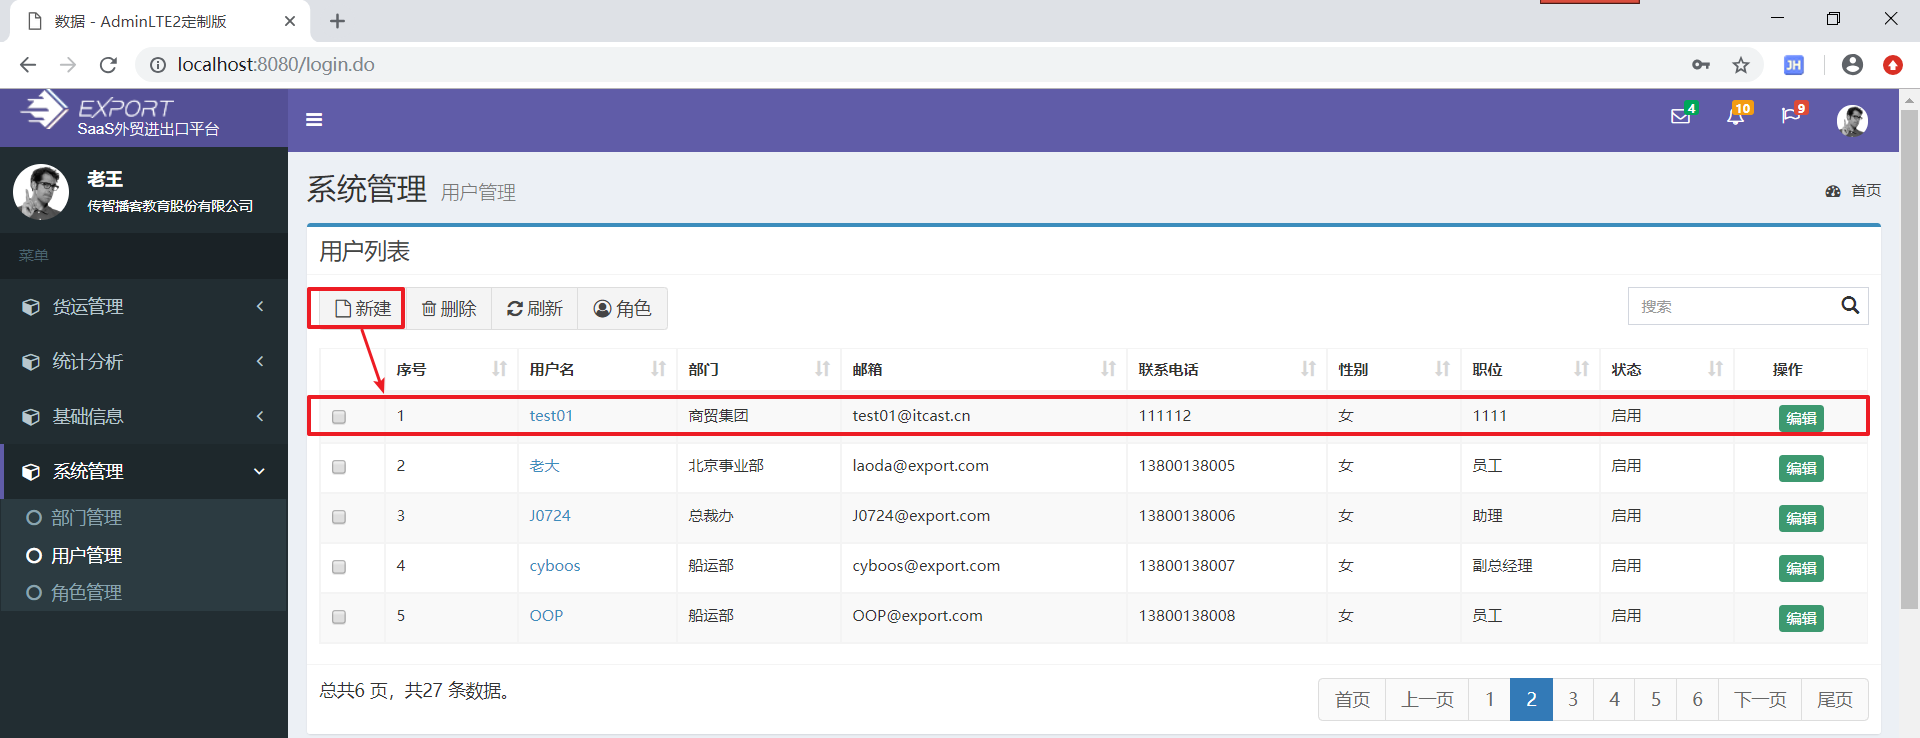 数据 - AdminLTE2定制版
localhost:8080/login.do
JH
EXPORT
SaaS外贸进出口平台
4
10
9
老王
传智播客教育股份有限公司
菜单
货运管理
统计分析
基础信息
系统管理
部门管理
用户管理
角色管理
系统管理 用户管理
首页
用户列表
新建 删除 刷新 角色
搜索
序号 用户名 部门 邮箱 联系电话 性别 职位 状态 操作
1 test01 商贸集团 test01@itcast.cn 111112 女 1111 启用 编辑
2 老大 北京事业部 laoda@export.com 13800138005 女 员工 启用 编辑
3 J0724 总裁办 J0724@export.com 13800138006 女 助理 启用 编辑
4 cyboos 船运部 cyboos@export.com 13800138007 女 副总经理 启用 编辑
5 OOP 船运部 OOP@export.com 13800138008 女 员工 启用 编辑
总共6 页，共27 条数据。
首页 上一页 1 2 3 4 5 6 下一页 尾页